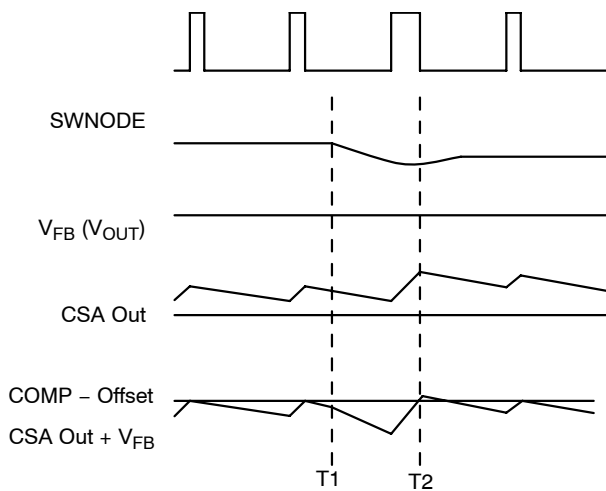 SWNODE
V_FB (V_OUT)
CSA Out
COMP – Offset
CSA Out + V_FB
T1 T2